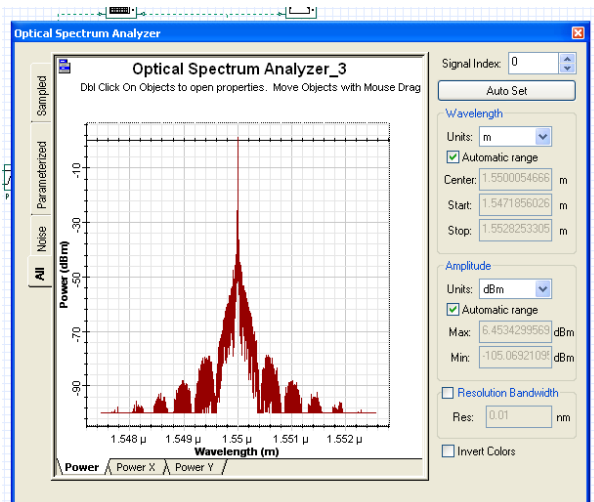 Optical Spectrum Analyzer
Optical Spectrum Analyzer_3
Dbl Click On Objects to open properties. Move Objects with Mouse Drag
Sampled
Parameterized
Noise
All
Power (dBm)
-10
-30
-50
-70
-90
1.548 µ 1.549 µ 1.55 µ 1.551 µ 1.552 µ
Wavelength (m)
Power Power X Power Y
Signal Index: 0
Auto Set
Wavelength
Units: m
Automatic range
Center: 1.5500054666 m
Start: 1.5471856026 m
Stop: 1.5528253305 m
Amplitude
Units: dBm
Automatic range
Max: 6.4534299569 dBm
Min: -105.0692109 dBm
Resolution Bandwidth
Res: 0.01 nm
Invert Colors